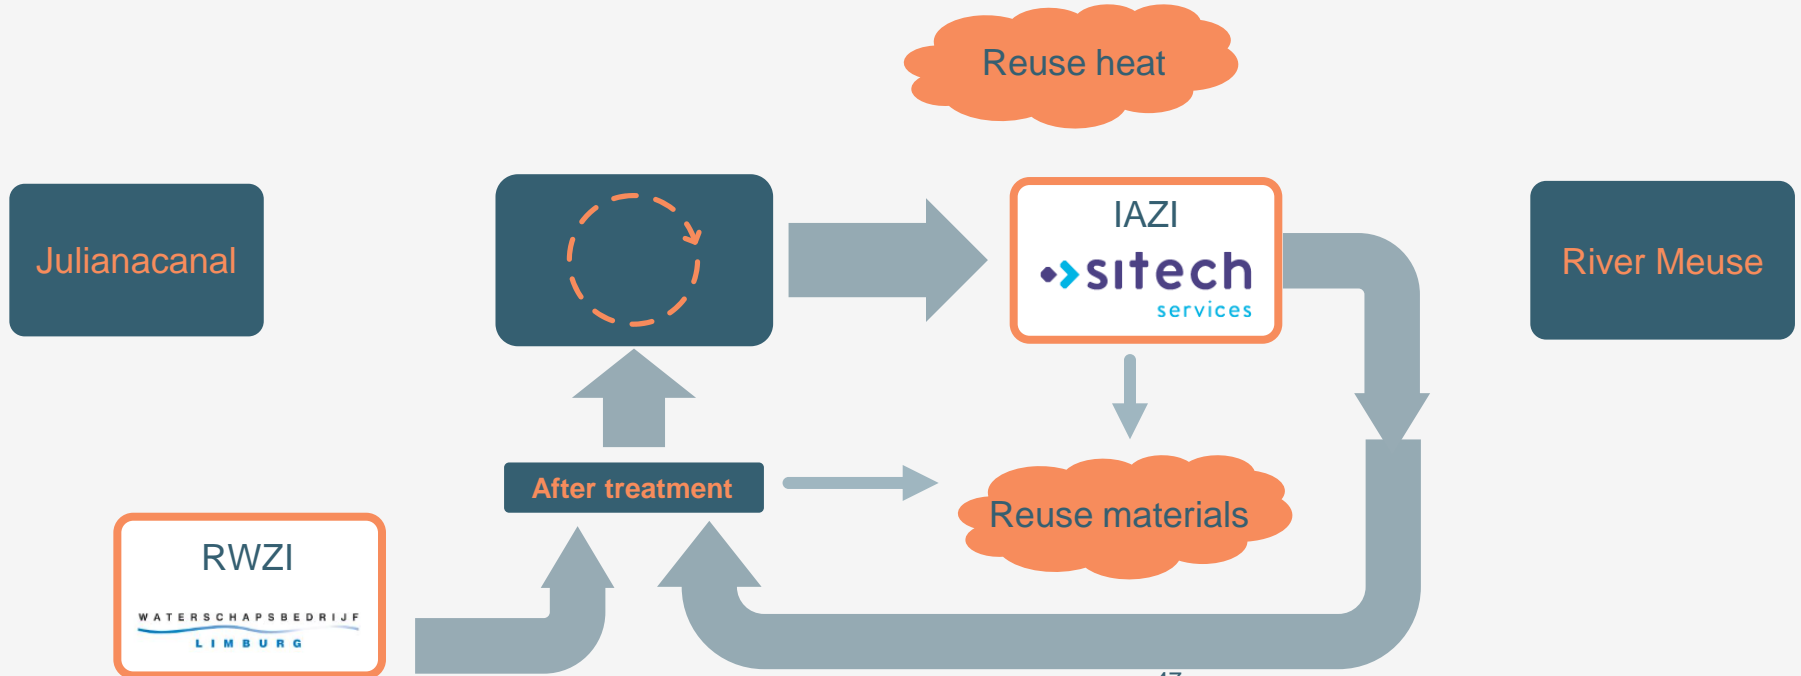 Reuse heat
Julianacanal
IAZI
sitech
services
River Meuse
After treatment
Reuse materials
RWZI
WATERSCHAPSBEDRIJF
LIMBURG